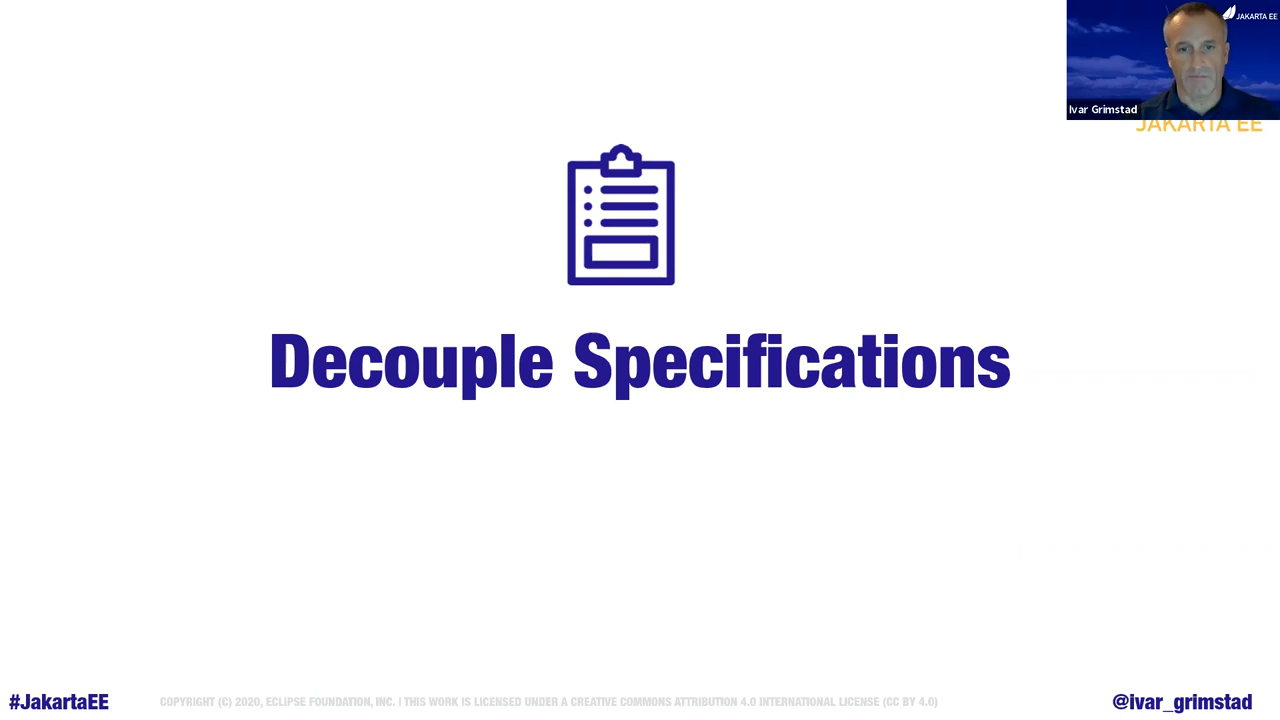 JAKARTA EE
Ivar Grimstad
JAKARTA EE
Decouple Specifications
#JakartaEE
COPYRIGHT (C) 2020, ECLIPSE FOUNDATION, INC. | THIS WORK IS LICENSED UNDER A CREATIVE COMMONS ATTRIBUTION 4.0 INTERNATIONAL LICENSE (CC BY 4.0)
@ivar_grimstad